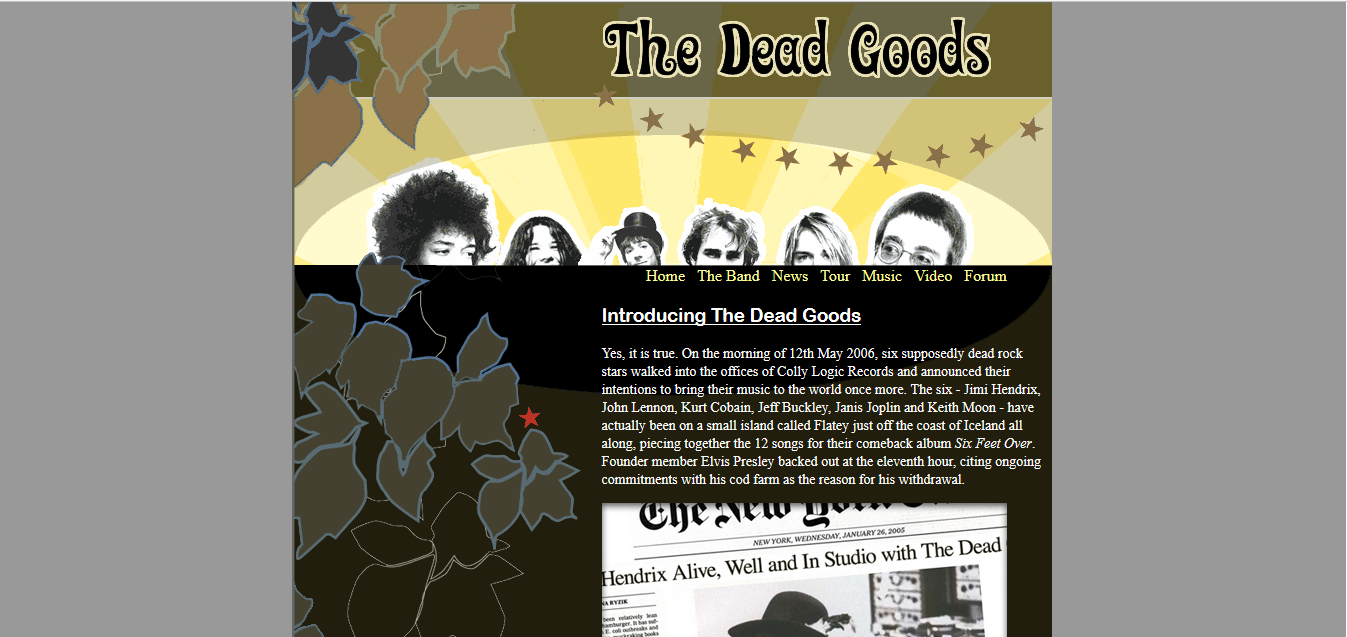 The Dead Goods
Home The Band News Tour Music Video Forum
Introducing The Dead Goods
Yes, it is true. On the morning of 12th May 2006, six supposedly dead rock
stars walked into the offices of Colly Logic Records and announced their
intentions to bring their music to the world once more. The six - Jimi Hendrix,
John Lennon, Kurt Cobain, Jeff Buckley, Janis Joplin and Keith Moon - have
actually been on a small island called Flatey just off the coast of Iceland all
along, piecing together the 12 songs for their comeback album Six Feet Over.
Founder member Elvis Presley backed out at the eleventh hour, citing ongoing
commitments with his cod farm as the reason for his withdrawal.
The New York
NEW YORK, WEDNESDAY, JANUARY 26, 2005
Hendrix Alive, Well and In Studio with The Dead
NA RYZIK
been relatively lean
hamburger. It has suf-
E. coli outbreaks and
muckraking books